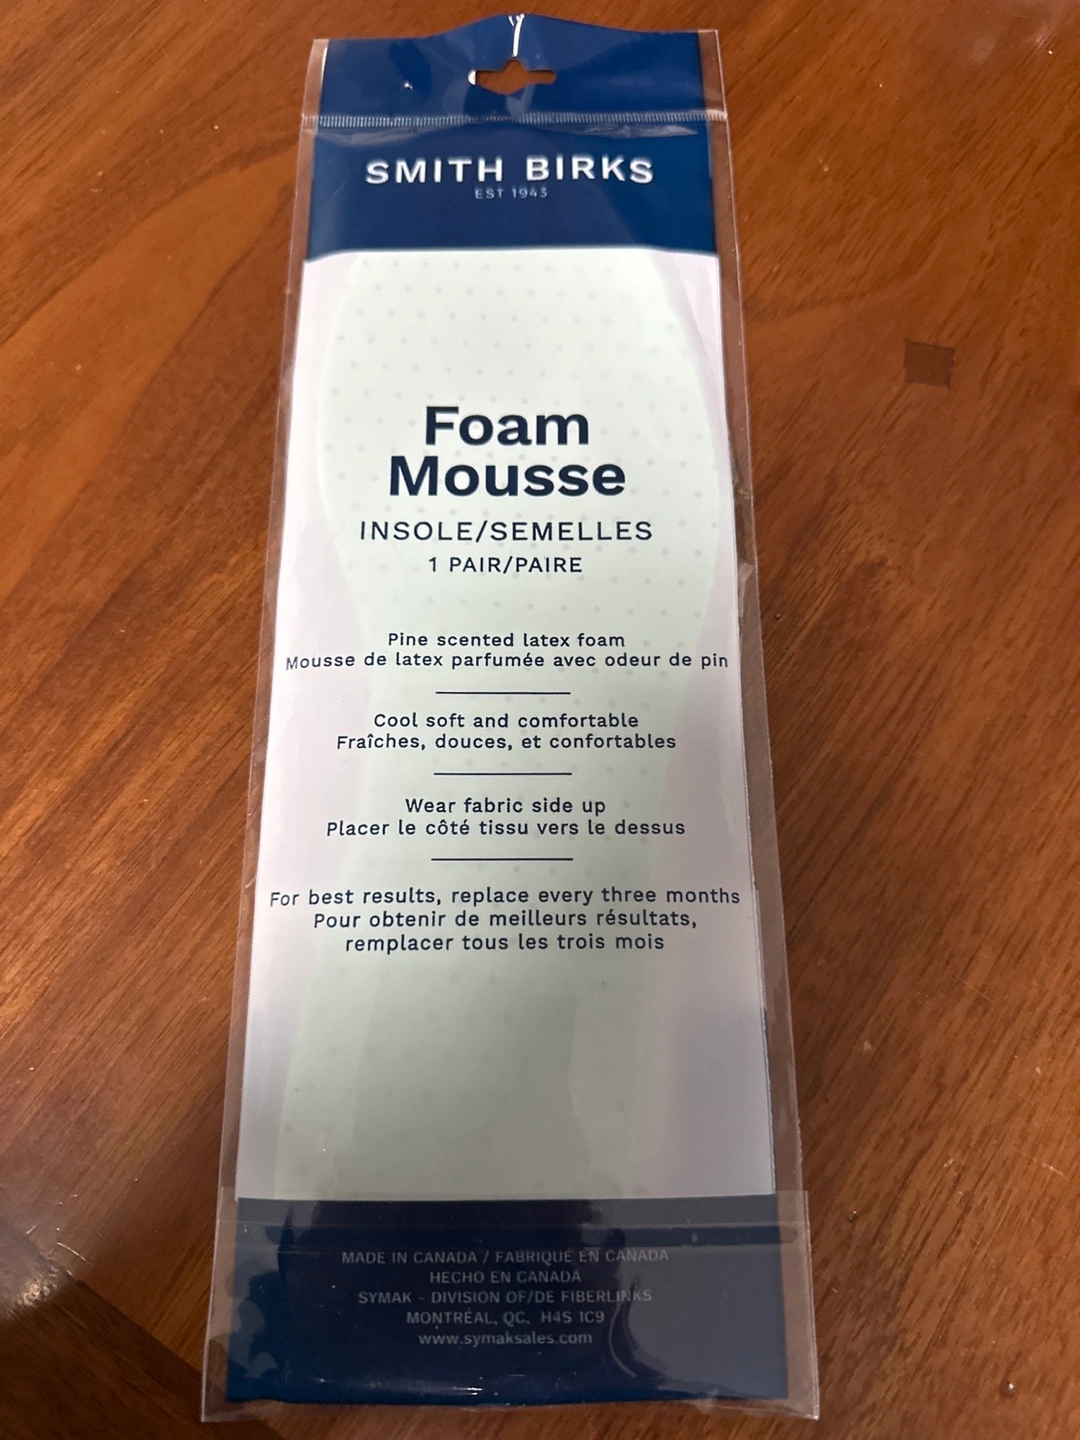 SMITH BIRKS
EST 1943
Foam
Mousse
INSOLE/SEMELLES
1 PAIR/PAIRE
Pine scented latex foam
Mousse de latex parfumée avec odeur de pin
Cool soft and comfortable
Fraîches, douces, et confortables
Wear fabric side up
Placer le côté tissu vers le dessus
For best results, replace every three months
Pour obtenir de meilleurs résultats,
remplacer tous les trois mois
MADE IN CANADA / FABRIQUÉ EN CANADA
HECHO EN CANADA
SYMAK - DIVISION OF/DE FIBERLINKS
MONTRÉAL, QC, H4S 1C9
www.symaksales.com